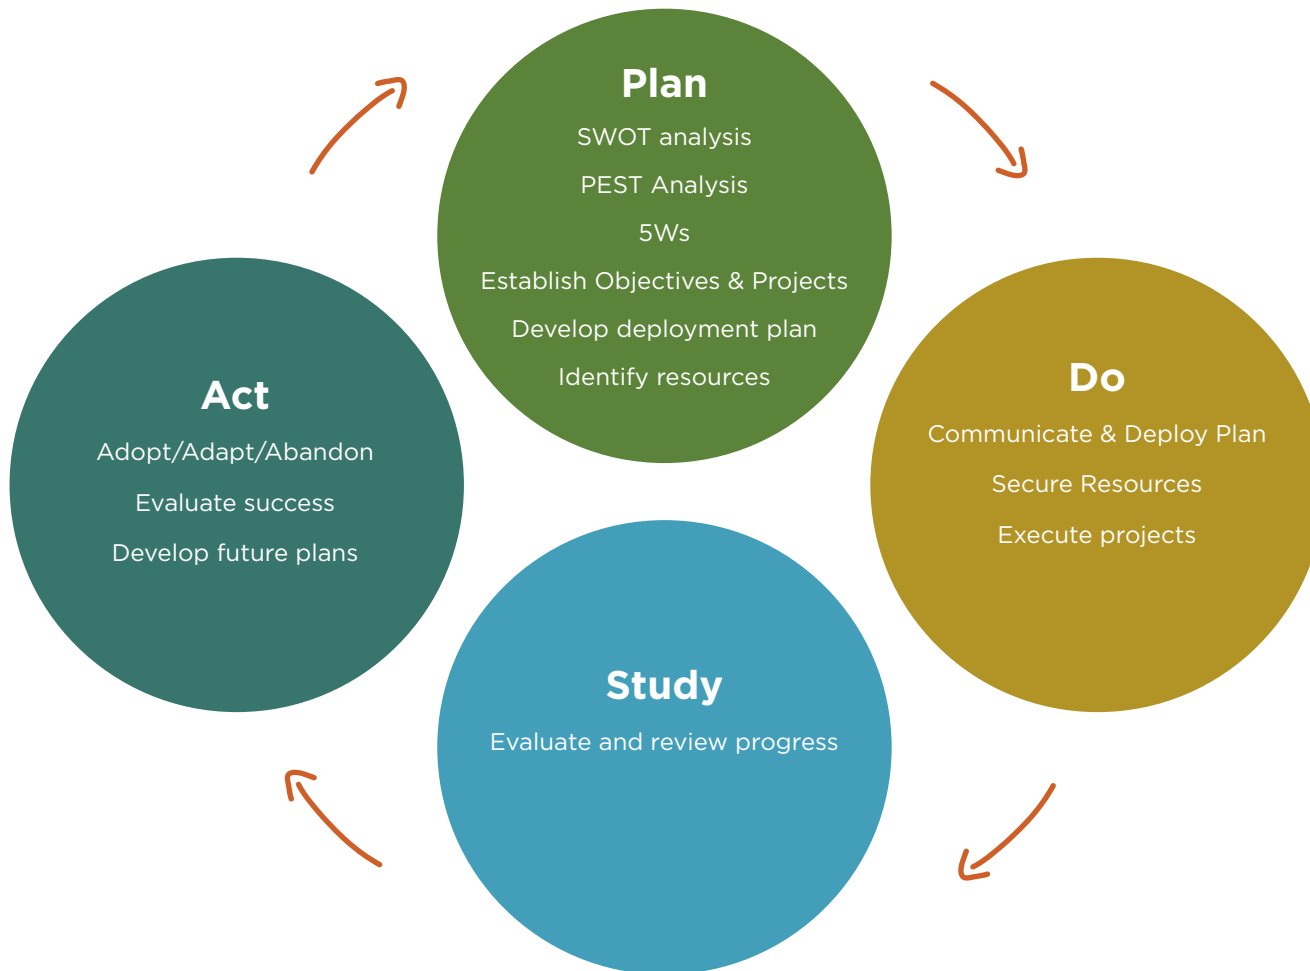 Plan
SWOT analysis
PEST Analysis
5Ws
Establish Objectives & Projects
Develop deployment plan
Identify resources
Do
Communicate & Deploy Plan
Secure Resources
Execute projects
Study
Evaluate and review progress
Act
Adopt/Adapt/Abandon
Evaluate success
Develop future plans